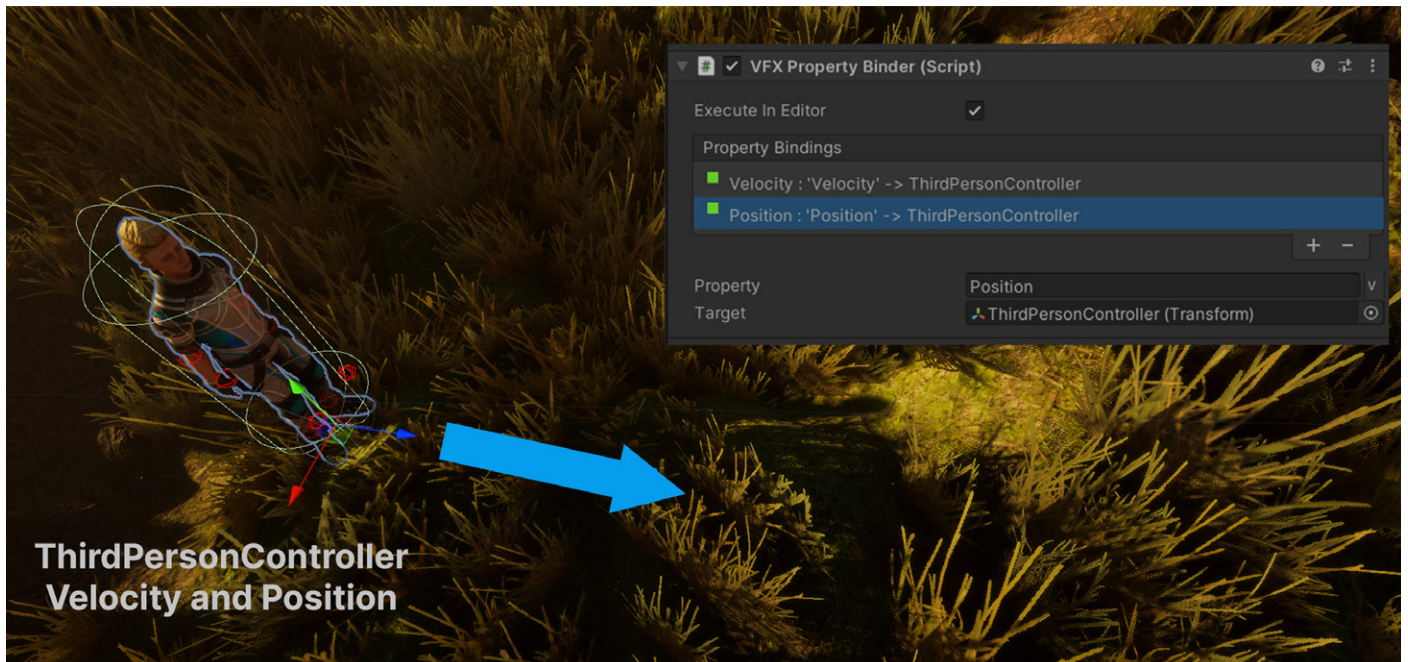 VFX Property Binder (Script)
Execute In Editor
Property Bindings
Velocity : 'Velocity' -> ThirdPersonController
Position : 'Position' -> ThirdPersonController
+ −
Property Position
Target ThirdPersonController (Transform)
ThirdPersonController
Velocity and Position